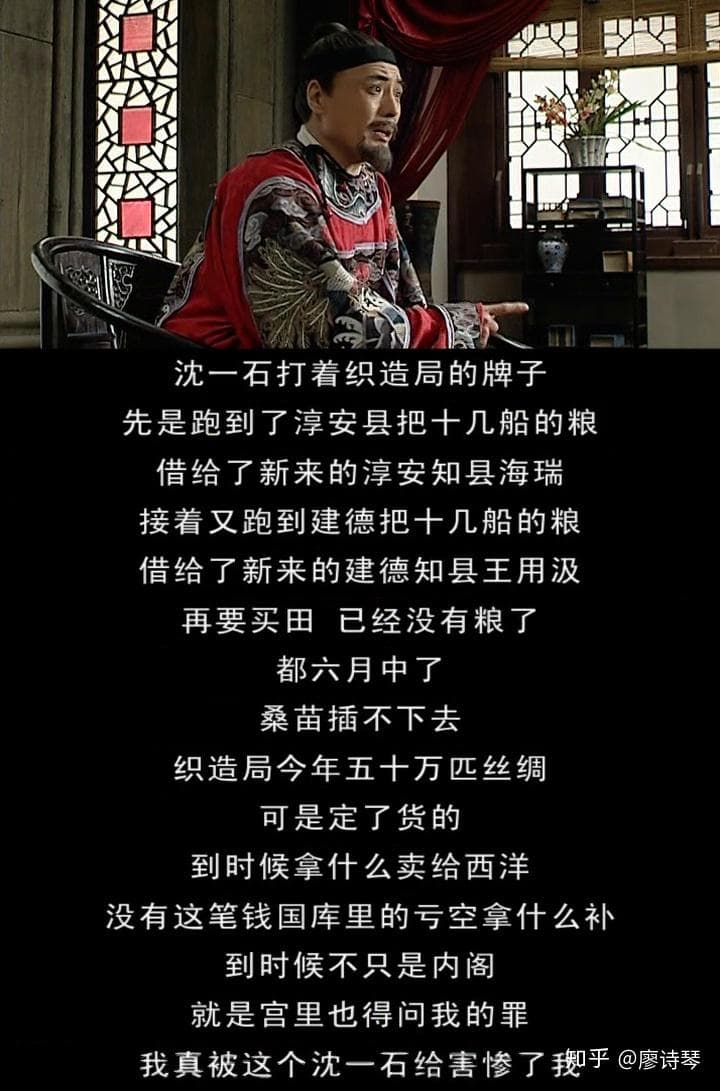 沈一石打着织造局的牌子
先是跑到了淳安县把十几船的粮
借给了新来的淳安知县海瑞
接着又跑到建德把十几船的粮
借给了新来的建德知县王用汲
再要买田 已经没有粮了
都六月中了
桑苗插不下去
织造局今年五十万匹丝绸
可是定了货的
到时候拿什么卖给西洋
没有这笔钱国库里的亏空拿什么补
到时候不只是内阁
就是宫里也得问我的罪
我真被这个沈一石给害惨了我
知乎 @廖诗琴